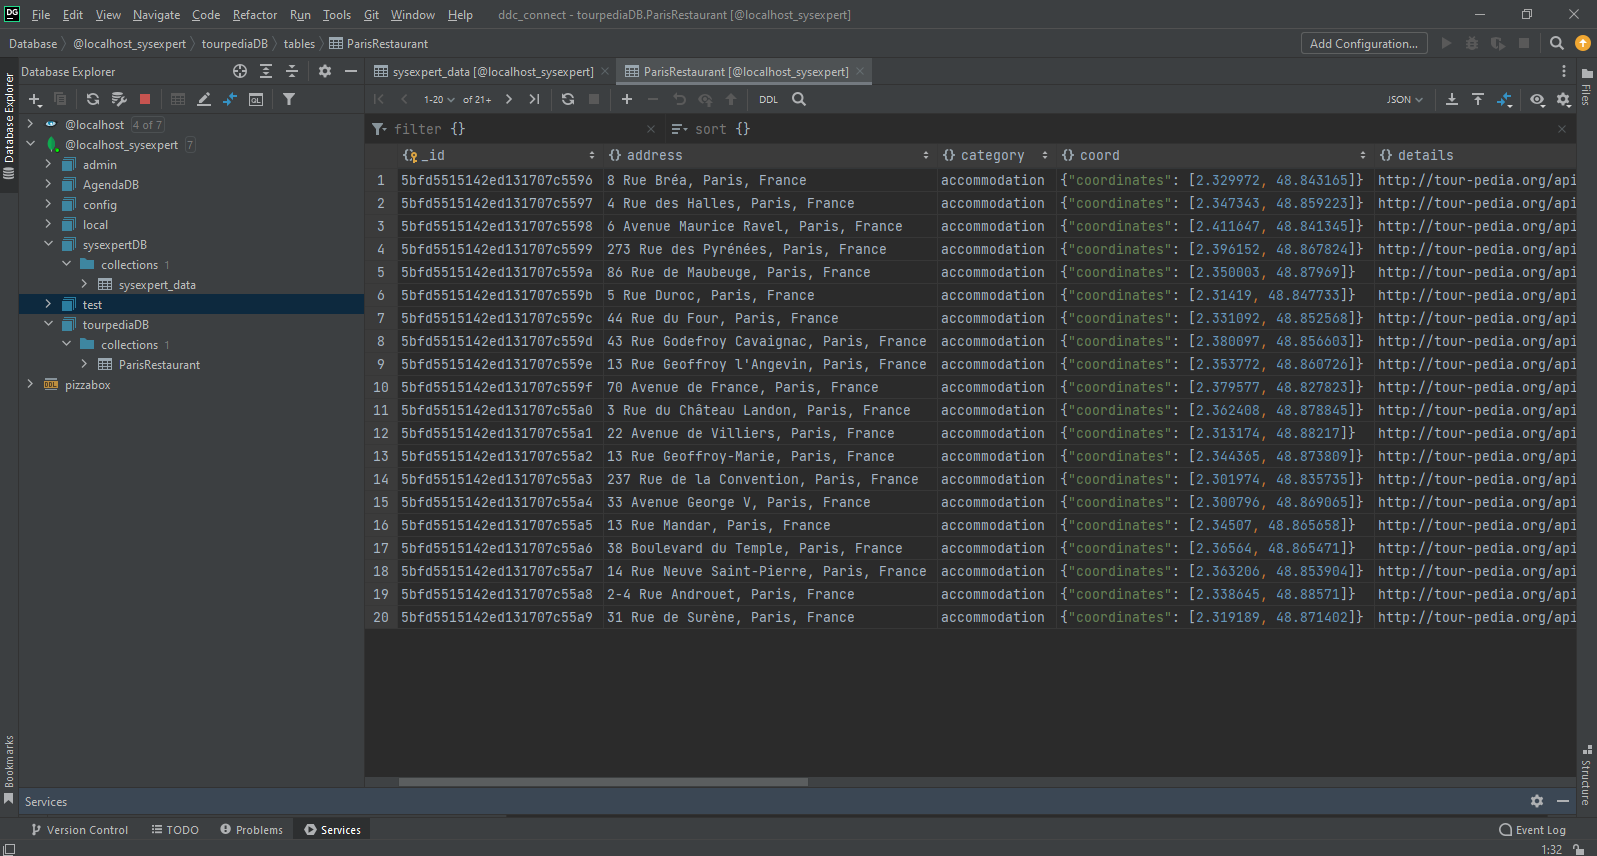 DG File Edit View Navigate Code Refactor Run Tools Git Window Help ddc_connect - tourpediaDB.ParisRestaurant [@localhost_sysexpert]
Database @localhost_sysexpert tourpediaDB tables ParisRestaurant Add Configuration...
Database Explorer
Database Explorer
sysexpert_data [@localhost_sysexpert] ParisRestaurant [@localhost_sysexpert]
Files
QL 1-20 of 21+ DDL JSON
@localhost 4 of 7
@localhost_sysexpert 7
admin
AgendaDB
config
local
sysexpertDB
collections 1
sysexpert_data
test
tourpediaDB
collections 1
ParisRestaurant
DDL pizzabox
filter {} sort {}
{} _id {} address {} category {} coord {} details
1 5bfd5515142ed131707c5596 8 Rue Bréa, Paris, France accommodation {"coordinates": [2.329972, 48.843165]} http://tour-pedia.org/api
2 5bfd5515142ed131707c5597 4 Rue des Halles, Paris, France accommodation {"coordinates": [2.347343, 48.859223]} http://tour-pedia.org/api
3 5bfd5515142ed131707c5598 6 Avenue Maurice Ravel, Paris, France accommodation {"coordinates": [2.411647, 48.841345]} http://tour-pedia.org/api
4 5bfd5515142ed131707c5599 273 Rue des Pyrénées, Paris, France accommodation {"coordinates": [2.396152, 48.867824]} http://tour-pedia.org/api
5 5bfd5515142ed131707c559a 86 Rue de Maubeuge, Paris, France accommodation {"coordinates": [2.350003, 48.87969]} http://tour-pedia.org/api
6 5bfd5515142ed131707c559b 5 Rue Duroc, Paris, France accommodation {"coordinates": [2.31419, 48.847733]} http://tour-pedia.org/api
7 5bfd5515142ed131707c559c 44 Rue du Four, Paris, France accommodation {"coordinates": [2.331092, 48.852568]} http://tour-pedia.org/api
8 5bfd5515142ed131707c559d 43 Rue Godefroy Cavaignac, Paris, France accommodation {"coordinates": [2.380097, 48.856603]} http://tour-pedia.org/api
9 5bfd5515142ed131707c559e 13 Rue Geoffroy l'Angevin, Paris, France accommodation {"coordinates": [2.353772, 48.860726]} http://tour-pedia.org/api
10 5bfd5515142ed131707c559f 70 Avenue de France, Paris, France accommodation {"coordinates": [2.379577, 48.827823]} http://tour-pedia.org/api
11 5bfd5515142ed131707c55a0 3 Rue du Château Landon, Paris, France accommodation {"coordinates": [2.362408, 48.878845]} http://tour-pedia.org/api
12 5bfd5515142ed131707c55a1 22 Avenue de Villiers, Paris, France accommodation {"coordinates": [2.313174, 48.88217]} http://tour-pedia.org/api
13 5bfd5515142ed131707c55a2 13 Rue Geoffroy-Marie, Paris, France accommodation {"coordinates": [2.344365, 48.873809]} http://tour-pedia.org/api
14 5bfd5515142ed131707c55a3 237 Rue de la Convention, Paris, France accommodation {"coordinates": [2.301974, 48.835735]} http://tour-pedia.org/api
15 5bfd5515142ed131707c55a4 33 Avenue George V, Paris, France accommodation {"coordinates": [2.300796, 48.869065]} http://tour-pedia.org/api
16 5bfd5515142ed131707c55a5 13 Rue Mandar, Paris, France accommodation {"coordinates": [2.34507, 48.865658]} http://tour-pedia.org/api
17 5bfd5515142ed131707c55a6 38 Boulevard du Temple, Paris, France accommodation {"coordinates": [2.36564, 48.865471]} http://tour-pedia.org/api
18 5bfd5515142ed131707c55a7 14 Rue Neuve Saint-Pierre, Paris, France accommodation {"coordinates": [2.363206, 48.853904]} http://tour-pedia.org/api
19 5bfd5515142ed131707c55a8 2-4 Rue Androuet, Paris, France accommodation {"coordinates": [2.338645, 48.88571]} http://tour-pedia.org/api
20 5bfd5515142ed131707c55a9 31 Rue de Surène, Paris, France accommodation {"coordinates": [2.319189, 48.871402]} http://tour-pedia.org/api
Bookmarks
Structure
Services
Version Control TODO Problems Services Event Log
1:32